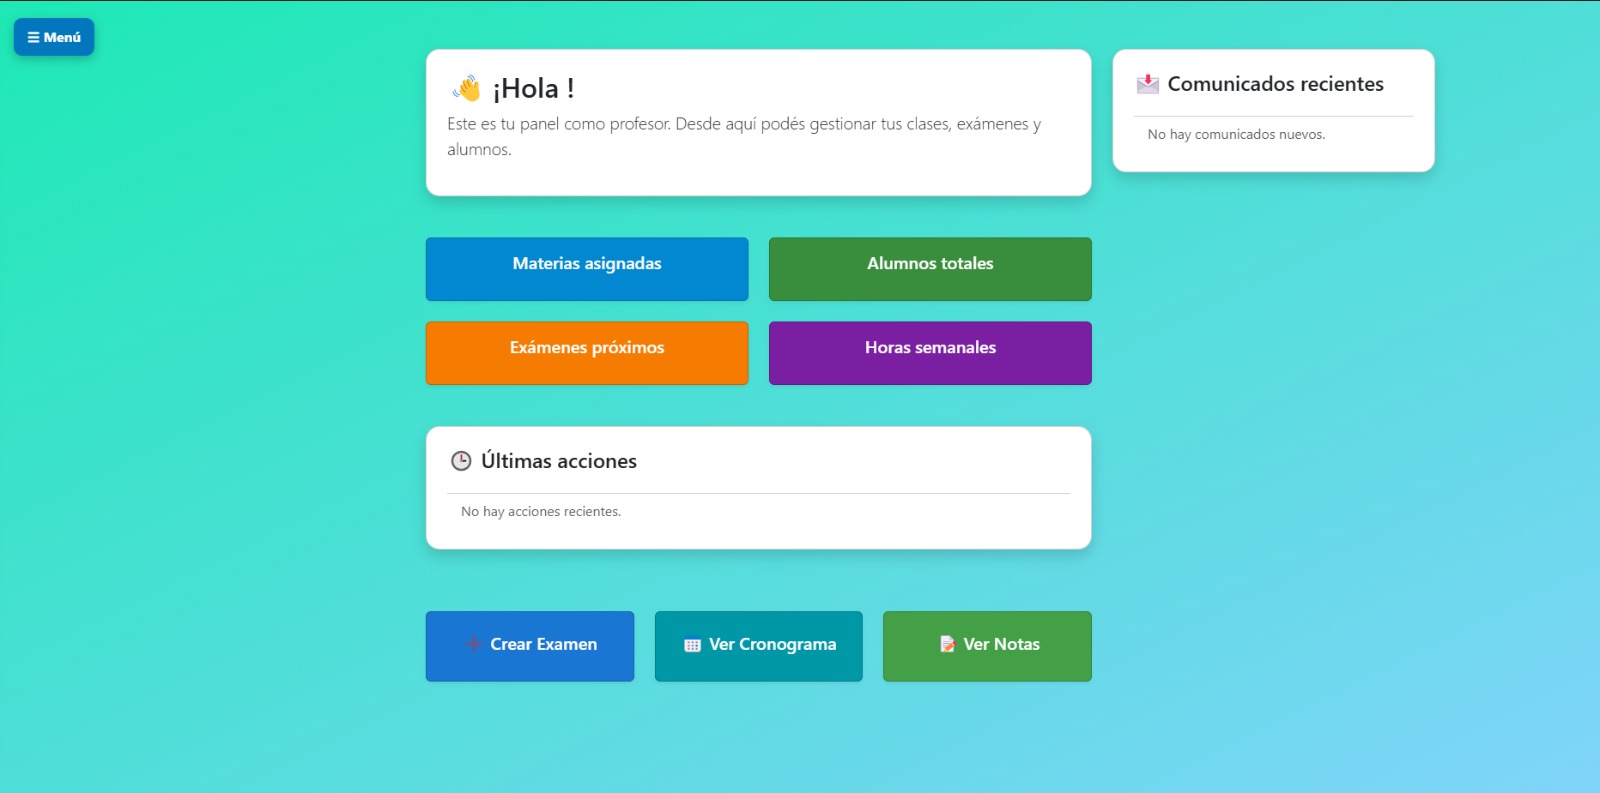 ☰ Menú
👋 ¡Hola !
Este es tu panel como profesor. Desde aquí podés gestionar tus clases, exámenes y
alumnos.
📩 Comunicados recientes
No hay comunicados nuevos.
Materias asignadas
Alumnos totales
Exámenes próximos
Horas semanales
🕒 Últimas acciones
No hay acciones recientes.
➕ Crear Examen
📅 Ver Cronograma
📝 Ver Notas